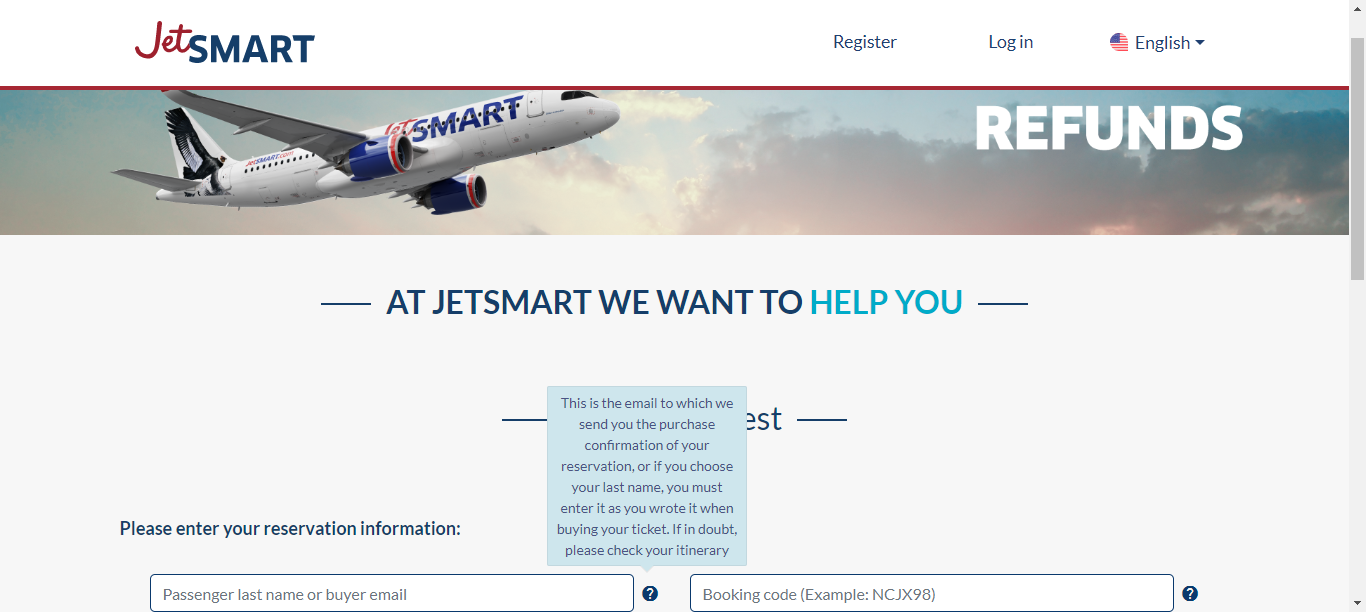 JetSMART
Register
Log in
English
JetSMART
JetSMART.com
REFUNDS
AT JETSMART WE WANT TO HELP YOU
This is the email to which we
send you the purchase
confirmation of your
reservation, or if you choose
your last name, you must
enter it as you wrote it when
buying your ticket. If in doubt,
please check your itinerary
est
Please enter your reservation information:
Passenger last name or buyer email
?
Booking code (Example: NCJX98)
?